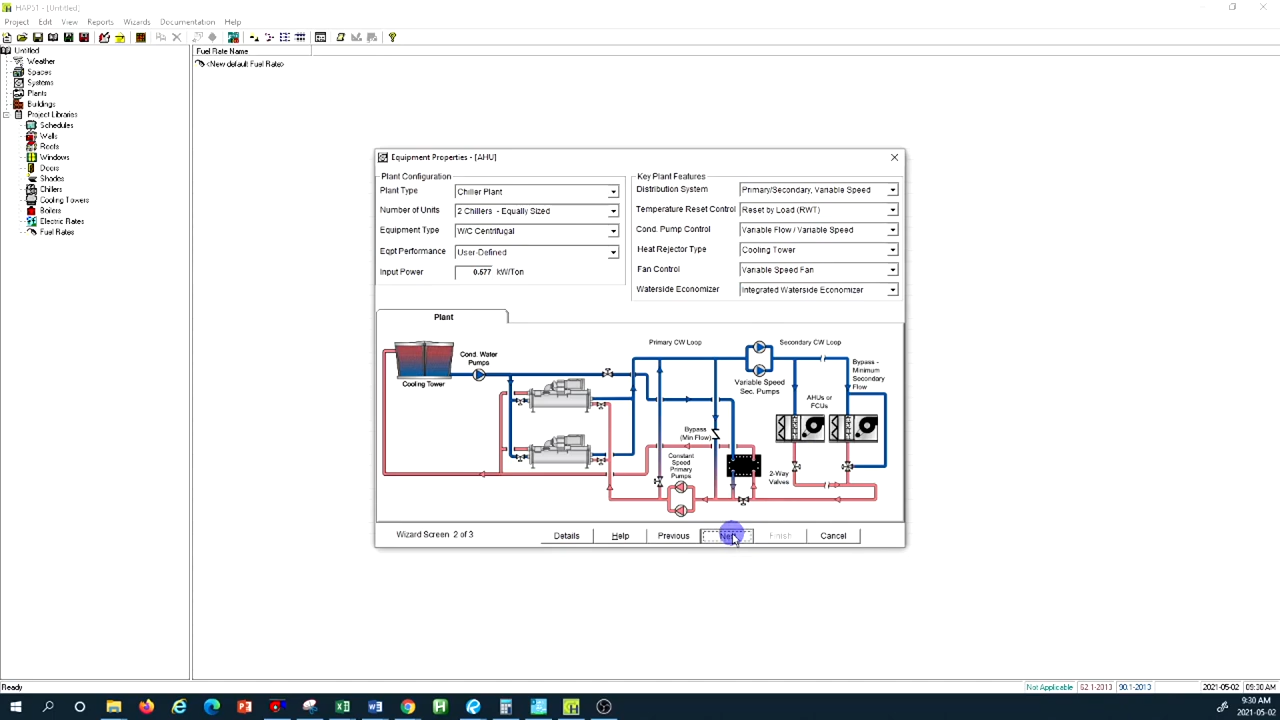 HAP51 - [Untitled]
Project Edit View Reports Wizards Documentation Help
Untitled
Weather
Spaces
Systems
Plants
Buildings
Project Libraries
Schedules
Walls
Roofs
Windows
Doors
Shades
Chillers
Cooling Towers
Boilers
Electric Rates
Fuel Rates
Fuel Rate Name
<New default Fuel Rate>
Equipment Properties - [AHU]
Plant Configuration
Plant Type Chiller Plant
Number of Units 2 Chillers - Equally Sized
Equipment Type W/C Centrifugal
Eqpt Performance User-Defined
Input Power 0.577 kW/Ton
Key Plant Features
Distribution System Primary/Secondary, Variable Speed
Temperature Reset Control Reset by Load (RWT)
Cond. Pump Control Variable Flow / Variable Speed
Heat Rejector Type Cooling Tower
Fan Control Variable Speed Fan
Waterside Economizer Integrated Waterside Economizer
Plant
Cooling Tower
Cond. Water
Pumps
Primary CW Loop
Secondary CW Loop
Variable Speed
Sec. Pumps
Bypass -
Minimum
Secondary
Flow
AHUs or
FCUs
Bypass
(Min Flow)
Constant
Speed
Primary
Pumps
2-Way
Valves
Wizard Screen 2 of 3
Details Help Previous Finish Cancel
Ready
Not Applicable 62.1-2013 90.1-2013 2021-05-02 09:30 AM
9:30 AM
2021-05-02